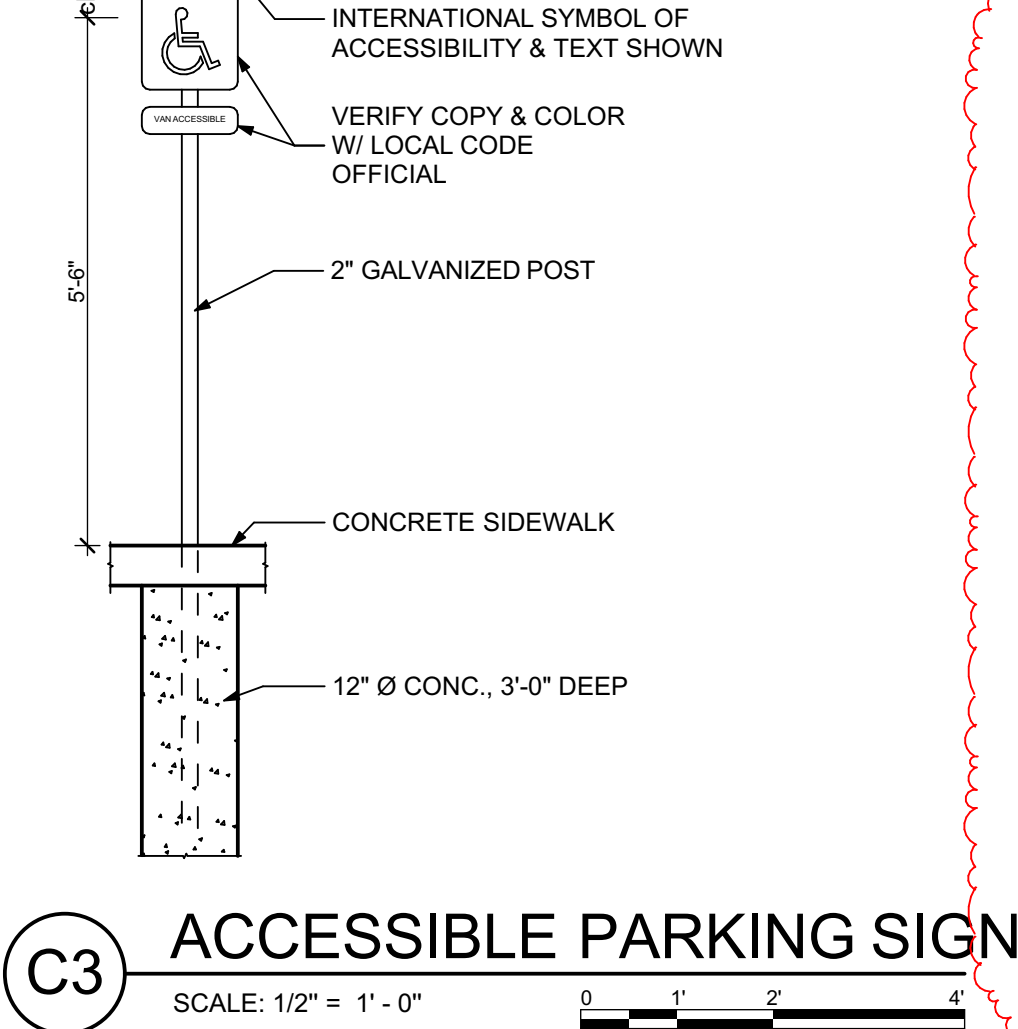 INTERNATIONAL SYMBOL OF
ACCESSIBILITY & TEXT SHOWN
VAN ACCESSIBLE
VERIFY COPY & COLOR
W/ LOCAL CODE
OFFICIAL
5'-6"
2" GALVANIZED POST
CONCRETE SIDEWALK
12" Ø CONC., 3'-0" DEEP
C3
ACCESSIBLE PARKING SIGN
SCALE: 1/2" = 1' - 0"
0 1' 2' 4'